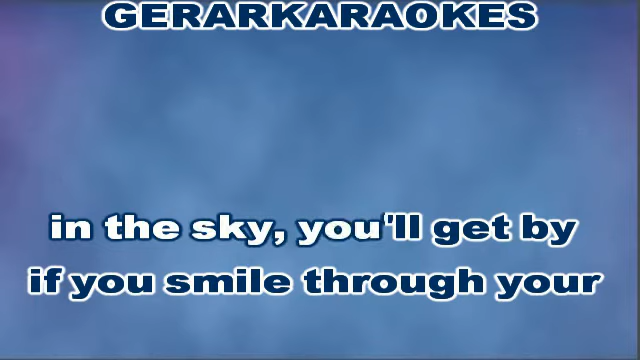 GERARKARAOKES
in the sky, you'll get by
if you smile through your